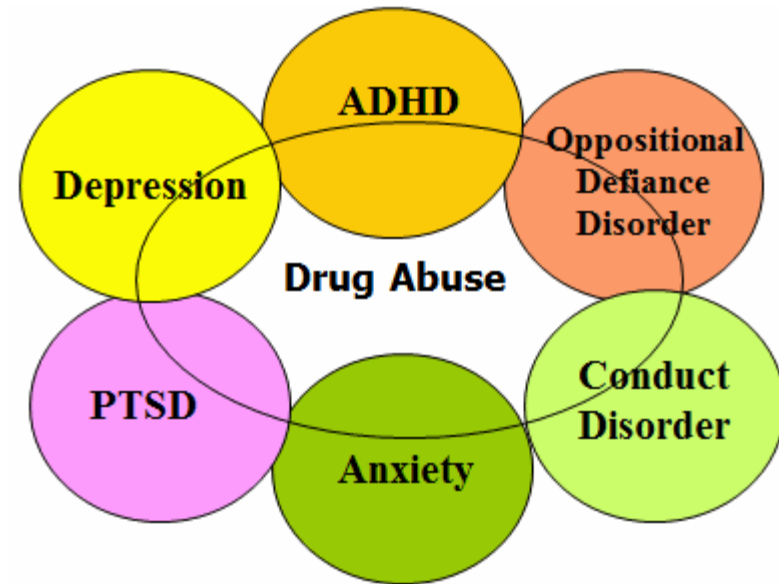 ADHD
Oppositional
Defiance
Disorder
Depression
Drug Abuse
PTSD
Conduct
Disorder
Anxiety